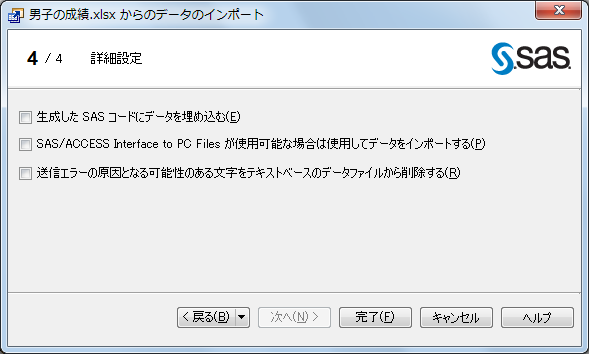 男子の成績.xlsx からのデータのインポート
4 / 4 詳細設定
sas
生成した SAS コードにデータを埋め込む(E)
SAS/ACCESS Interface to PC Files が使用可能な場合は使用してデータをインポートする(P)
送信エラーの原因となる可能性のある文字をテキストベースのデータファイルから削除する(R)
< 戻る(B) 次へ(N) > 完了(F) キャンセル ヘルプ